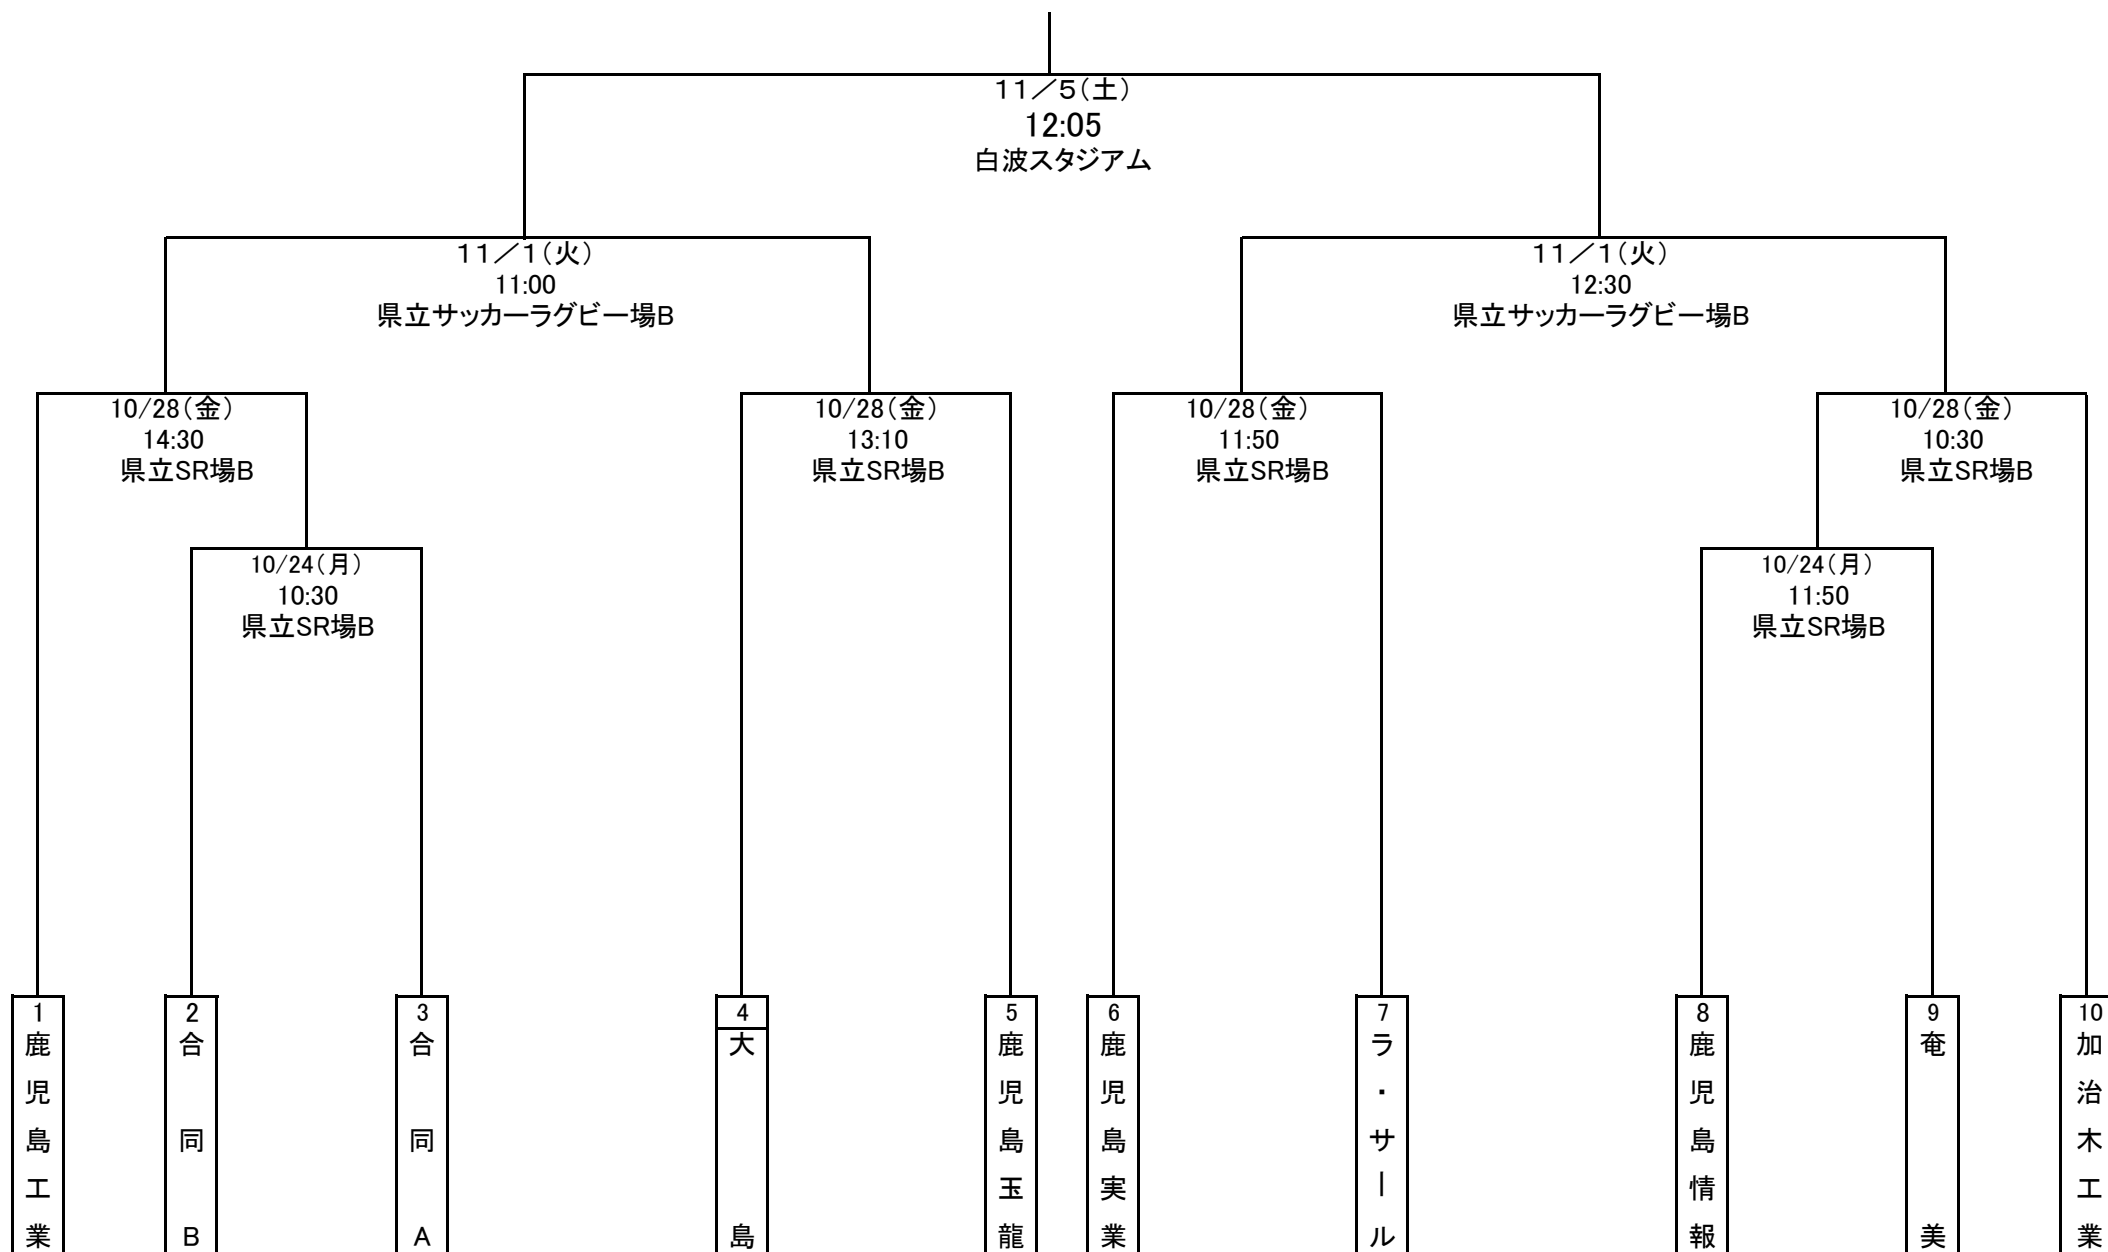 11／5(土)
12:05
白波スタジアム
11／1(火)
11:00
県立サッカーラグビー場B
11／1(火)
12:30
県立サッカーラグビー場B
10/28(金)
14:30
県立SR場B
10/28(金)
13:10
県立SR場B
10/28(金)
11:50
県立SR場B
10/28(金)
10:30
県立SR場B
10/24(月)
10:30
県立SR場B
10/24(月)
11:50
県立SR場B
1
鹿児島工業
2
合同B
3
合同A
4
大島
5
鹿児島玉龍
6
鹿児島実業
7
ラ・サール
8
鹿児島情報
9
奄美
10
加治木工業